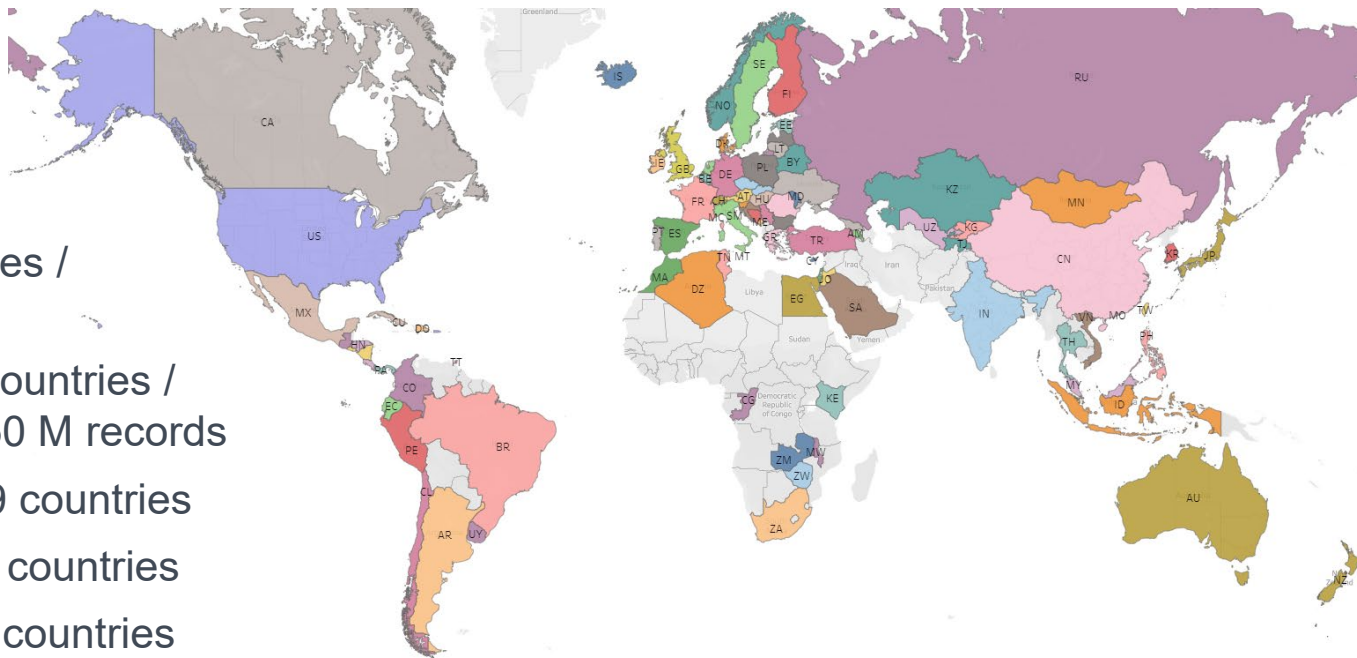 es /
ountries /
60 M records
9 countries
countries
countries
Greenland
IS
SE
FI
NO
RU
CA
EE
DK
LT
IE
GB
BY
PL
DE
BE
KZ
AT
HU
MD
FR
CH
MN
US
MC
SM
ME
UZ
KG
PT
ES
GR
TR
AM
TJ
KR
JP
TN
MT
CY
CN
MA
Iraq
Iran
JO
DZ
Libya
EG
Pakistan
SA
MX
CU
DO
IN
TW
VN
MO
HN
Sudan
Yemen
TH
PH
TT
PA
CO
MY
EC
CG
Democratic
Republic
of Congo
KE
ID
PE
BR
MW
ZM
ZW
CL
AU
AR
UY
ZA
NZ